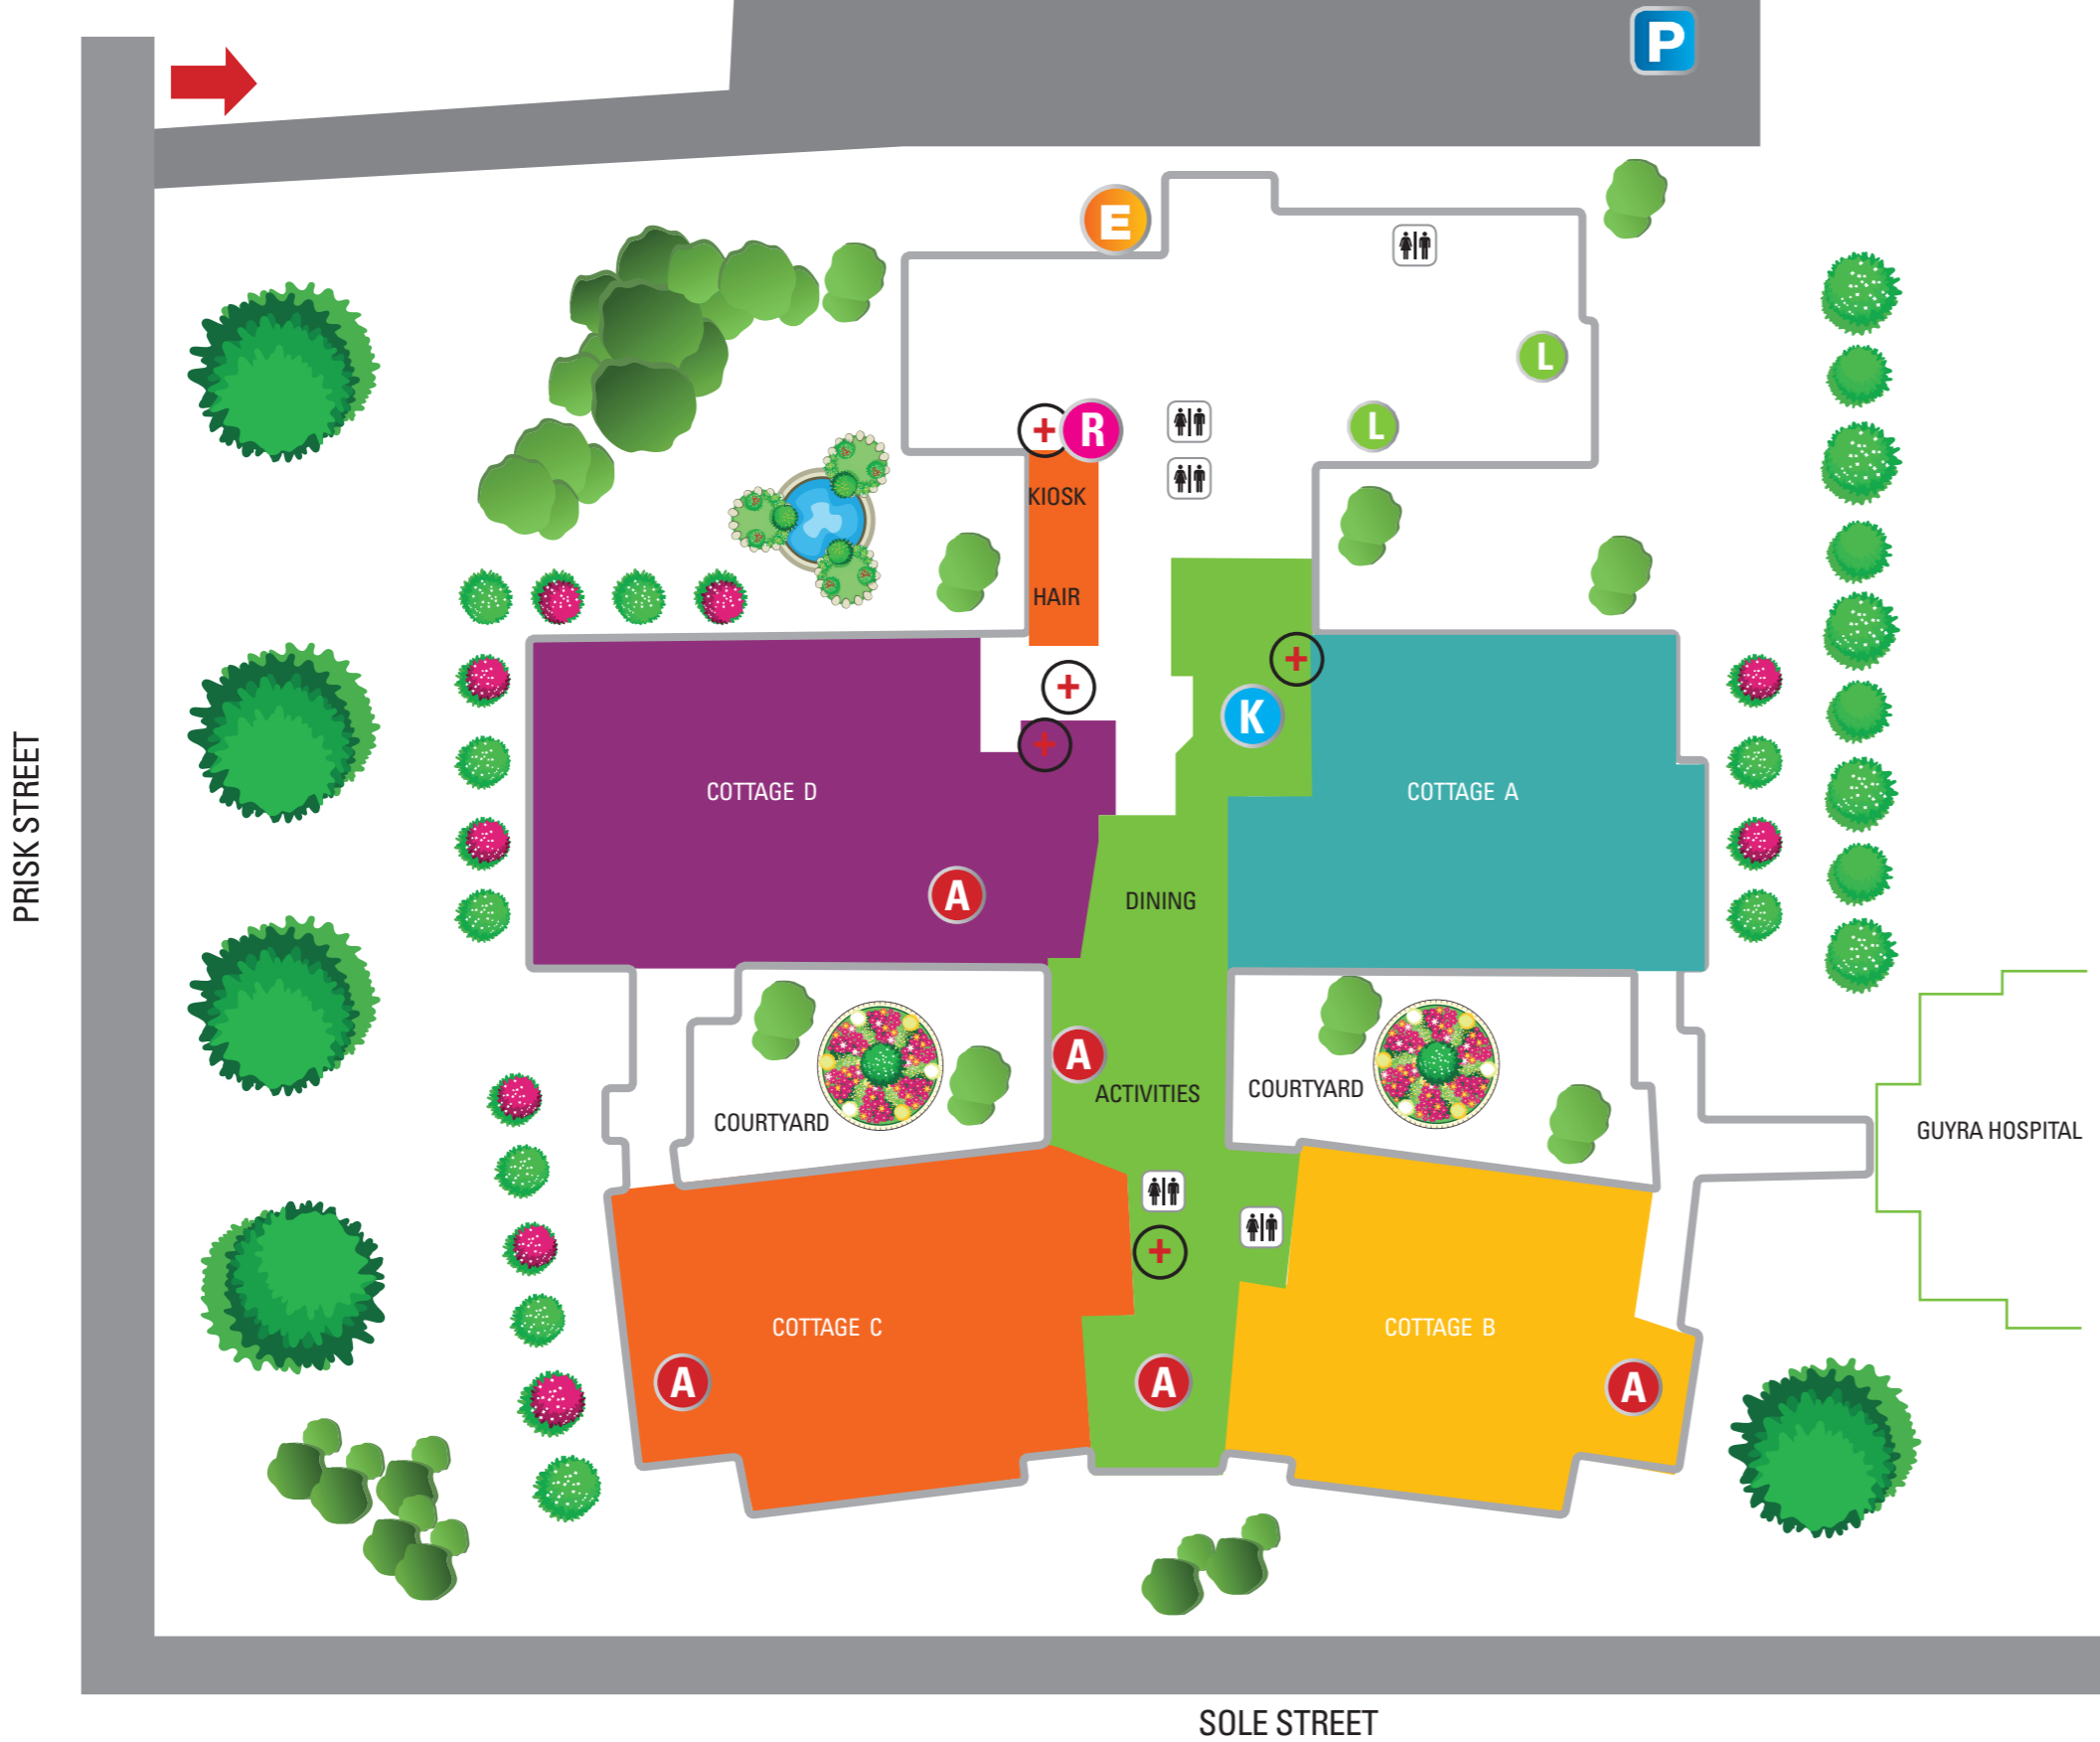 P
E
L
R
L
KIOSK
HAIR
K
COTTAGE D
COTTAGE A
PRISK STREET
A
DINING
A
ACTIVITIES
COURTYARD
COURTYARD
GUYRA HOSPITAL
COTTAGE C
COTTAGE B
A
A
A
SOLE STREET